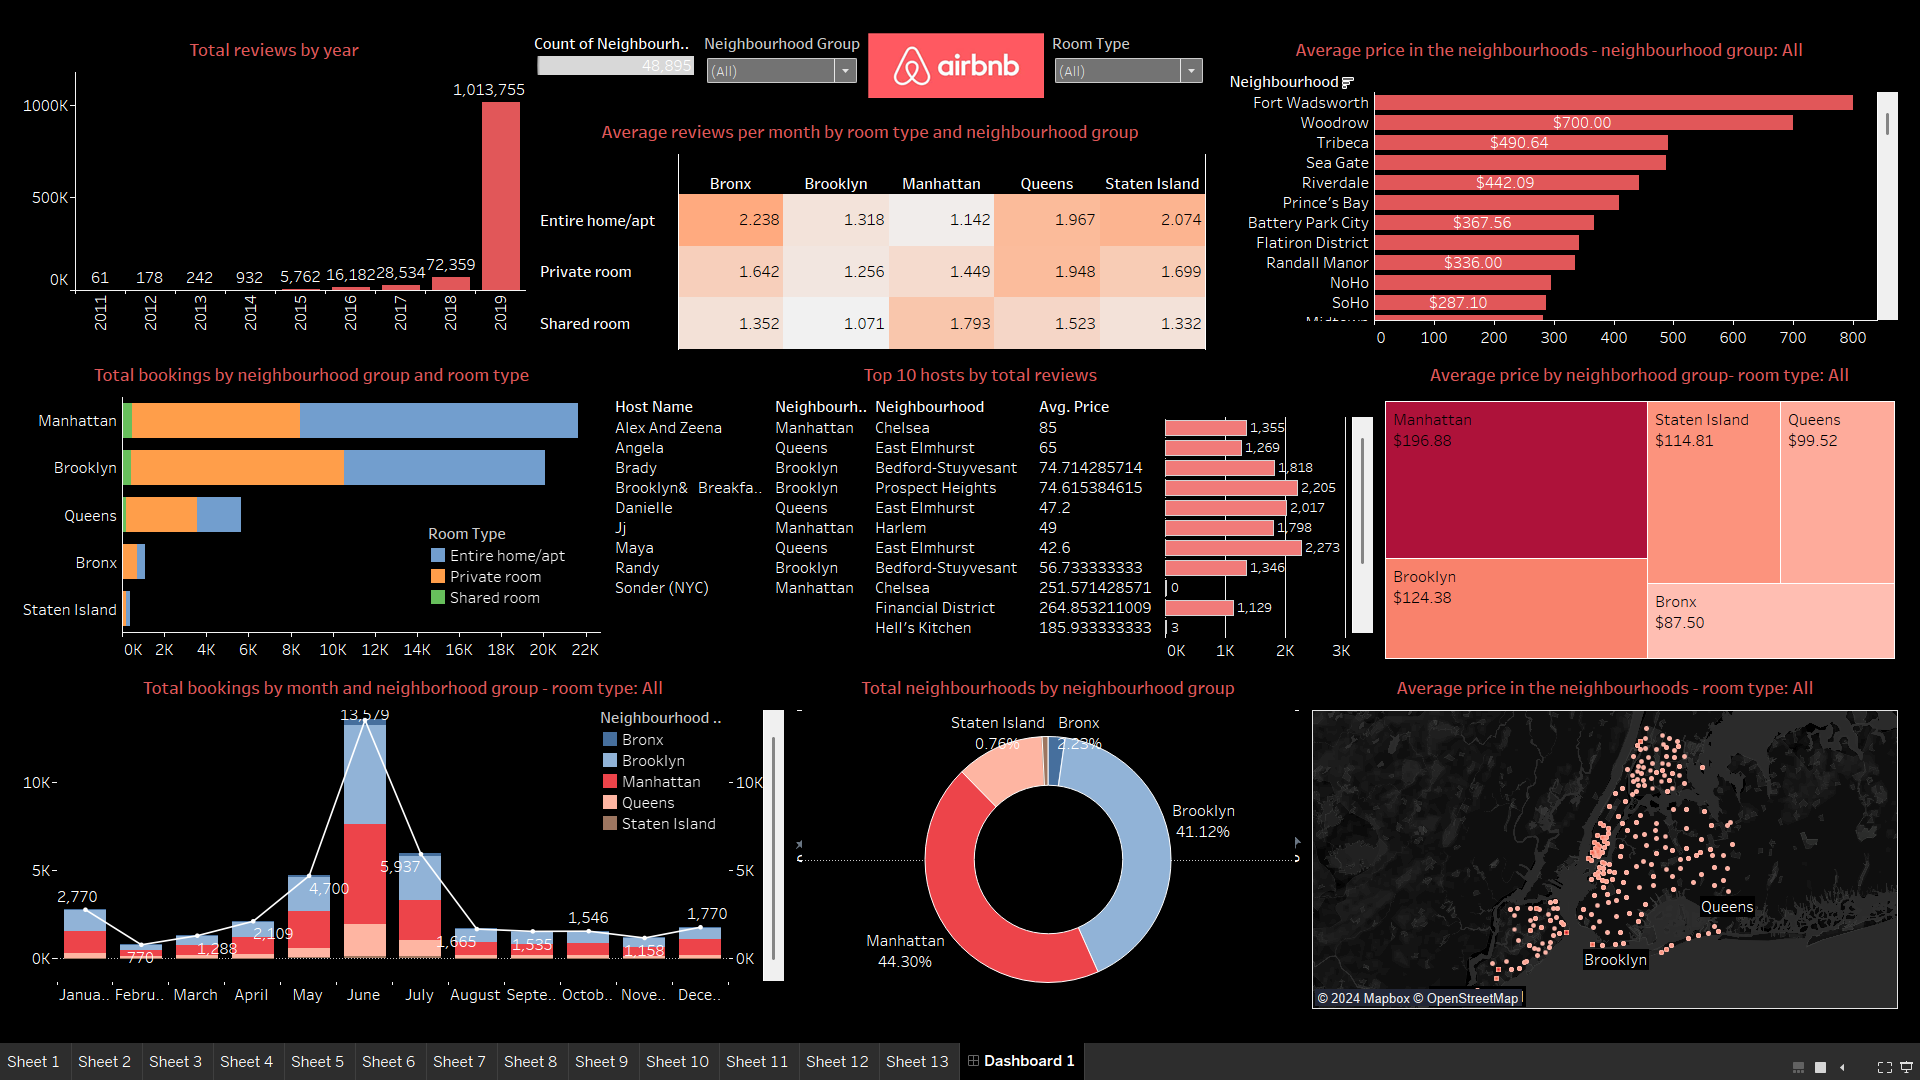 Total reviews by year
1000K
500K
0K
1,013,755
61 178 242 932 5,762 16,182 28,534 72,359
2011 2012 2013 2014 2015 2016 2017 2018 2019
Count of Neighbourh..
48,895
Neighbourhood Group
(All)
airbnb
Room Type
(All)
Average reviews per month by room type and neighbourhood group
Bronx Brooklyn Manhattan Queens Staten Island
Entire home/apt 2.238 1.318 1.142 1.967 2.074
Private room 1.642 1.256 1.449 1.948 1.699
Shared room 1.352 1.071 1.793 1.523 1.332
Average price in the neighbourhoods - neighbourhood group: All
Neighbourhood
Fort Wadsworth
Woodrow $700.00
Tribeca $490.64
Sea Gate
Riverdale $442.09
Prince's Bay
Battery Park City $367.56
Flatiron District
Randall Manor $336.00
NoHo
SoHo $287.10
Midtown
0 100 200 300 400 500 600 700 800
Total bookings by neighbourhood group and room type
Manhattan
Brooklyn
Queens
Bronx
Staten Island
Room Type
Entire home/apt
Private room
Shared room
0K 2K 4K 6K 8K 10K 12K 14K 16K 18K 20K 22K
Top 10 hosts by total reviews
Host Name Neighbourh.. Neighbourhood Avg. Price
Alex And Zeena Manhattan Chelsea 85 1,355
Angela Queens East Elmhurst 65 1,269
Brady Brooklyn Bedford-Stuyvesant 74.714285714 1,818
Brooklyn& Breakfa.. Brooklyn Prospect Heights 74.615384615 2,205
Danielle Queens East Elmhurst 47.2 2,017
Jj Manhattan Harlem 49 1,798
Maya Queens East Elmhurst 42.6 2,273
Randy Brooklyn Bedford-Stuyvesant 56.733333333 1,346
Sonder (NYC) Manhattan Chelsea 251.571428571 0
Financial District 264.853211009 1,129
Hell's Kitchen 185.933333333 3
0K 1K 2K 3K
Average price by neighborhood group- room type: All
Manhattan
$196.88
Staten Island
$114.81
Queens
$99.52
Brooklyn
$124.38
Bronx
$87.50
Total bookings by month and neighborhood group - room type: All
10K
5K
0K
2,770
770
1,288
2,109
4,700
13,579
5,937
1,665
1,535
1,546
1,158
1,770
10K
5K
0K
Janua.. Febru.. March April May June July August Septe.. Octob.. Nove.. Dece..
Neighbourhood ..
Bronx
Brooklyn
Manhattan
Queens
Staten Island
Total neighbourhoods by neighbourhood group
Staten Island
0.76%
Bronx
2.23%
Brooklyn
41.12%
Manhattan
44.30%
Average price in the neighbourhoods - room type: All
Queens
Brooklyn
© 2024 Mapbox © OpenStreetMap
Sheet 1 Sheet 2 Sheet 3 Sheet 4 Sheet 5 Sheet 6 Sheet 7 Sheet 8 Sheet 9 Sheet 10 Sheet 11 Sheet 12 Sheet 13 Dashboard 1